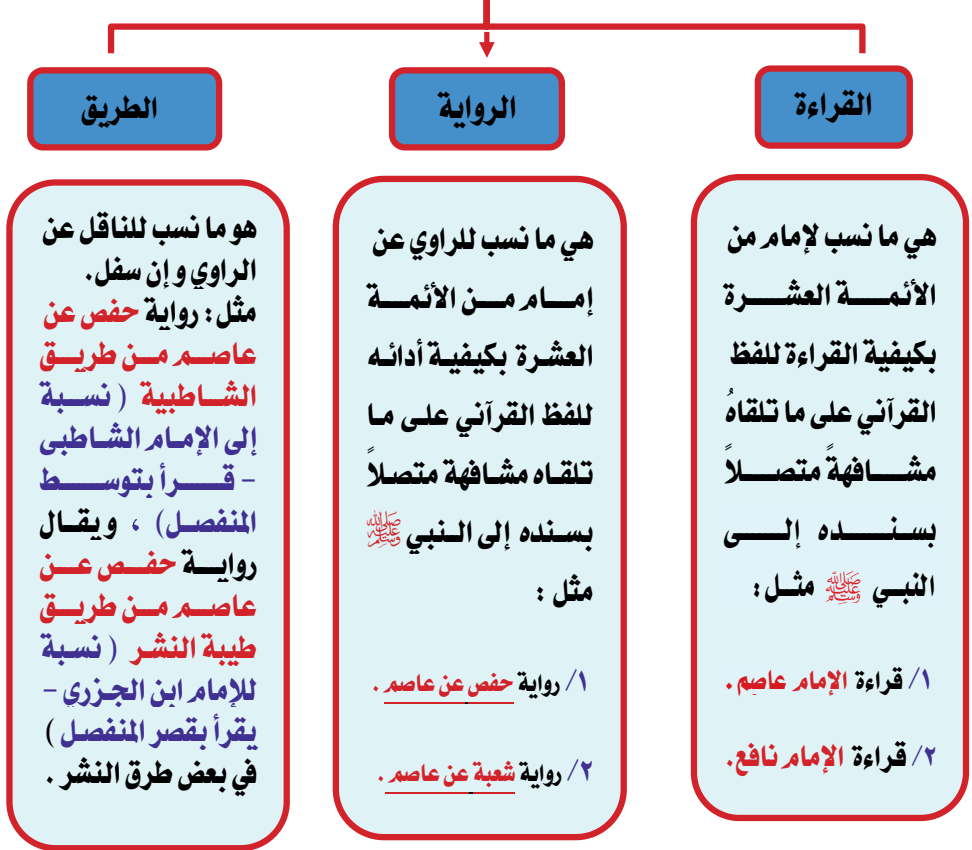 القراءة
هي ما نسب لإمام من
الأئمة العشرة
بكيفية القراءة للفظ
القرآني على ما تلقاهُ
مشافهةً متصلاً
بسنده إلى
النبي ﷺ مثل:
١/ قراءة الإمام عاصم.
٢/ قراءة الإمام نافع.
الرواية
هي ما نسب للراوي عن
إمام من الأئمة
العشرة بكيفية أدائه
للفظ القرآني على ما
تلقاه مشافهة متصلاً
بسنده إلى النبي ﷺ
مثل :
١/ رواية حفص عن عاصم .
٢/ رواية شعبة عن عاصم .
الطريق
هو ما نسب للناقل عن
الراوي وإن سفل.
مثل: رواية حفص عن
عاصم من طريق
الشاطبية ( نسبة
إلى الإمام الشاطبى
- قرأ بتوسط
المنفصل) ، ويقال
رواية حفص عن
عاصم من طريق
طيبة النشر ( نسبة
للإمام ابن الجزري -
يقرأ بقصر المنفصل )
في بعض طرق النشر .